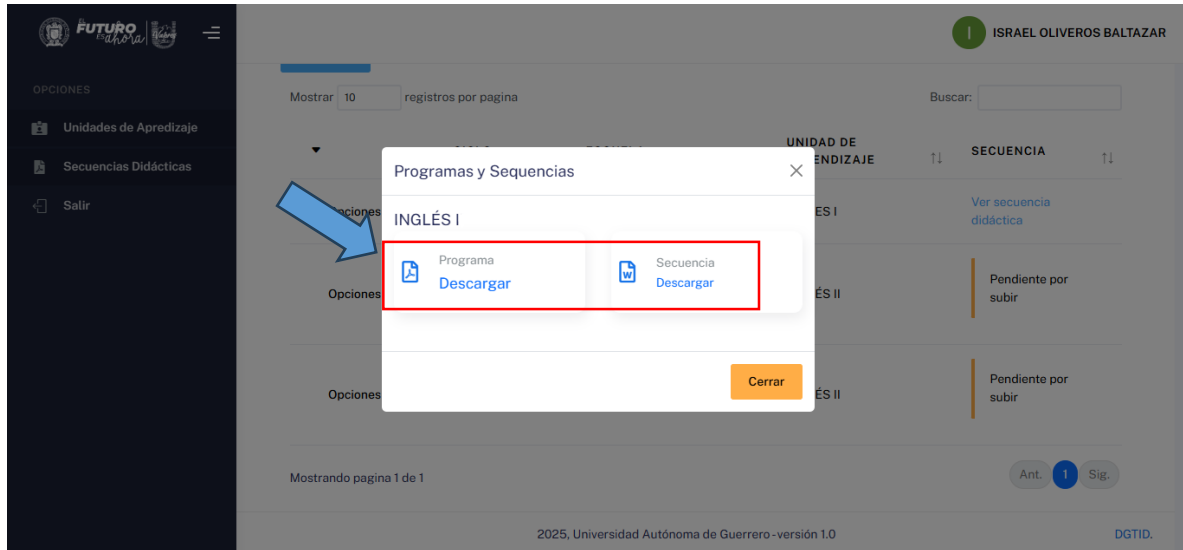 FUTURO
ES ahora
I
ISRAEL OLIVEROS BALTAZAR
OPCIONES
Unidades de Apredizaje
Secuencias Didácticas
Salir
Mostrar 10 registros por pagina
Buscar:
UNIDAD DE
ENDIZAJE
SECUENCIA
Programas y Sequencias
INGLÉS I
Programa
Descargar
Secuencia
Descargar
Cerrar
pciones
ES I
Ver secuencia
didáctica
Opciones
ÉS II
Pendiente por
subir
Opciones
ÉS II
Pendiente por
subir
Mostrando pagina 1 de 1
Ant. 1 Sig.
2025, Universidad Autónoma de Guerrero - versión 1.0
DGTID.